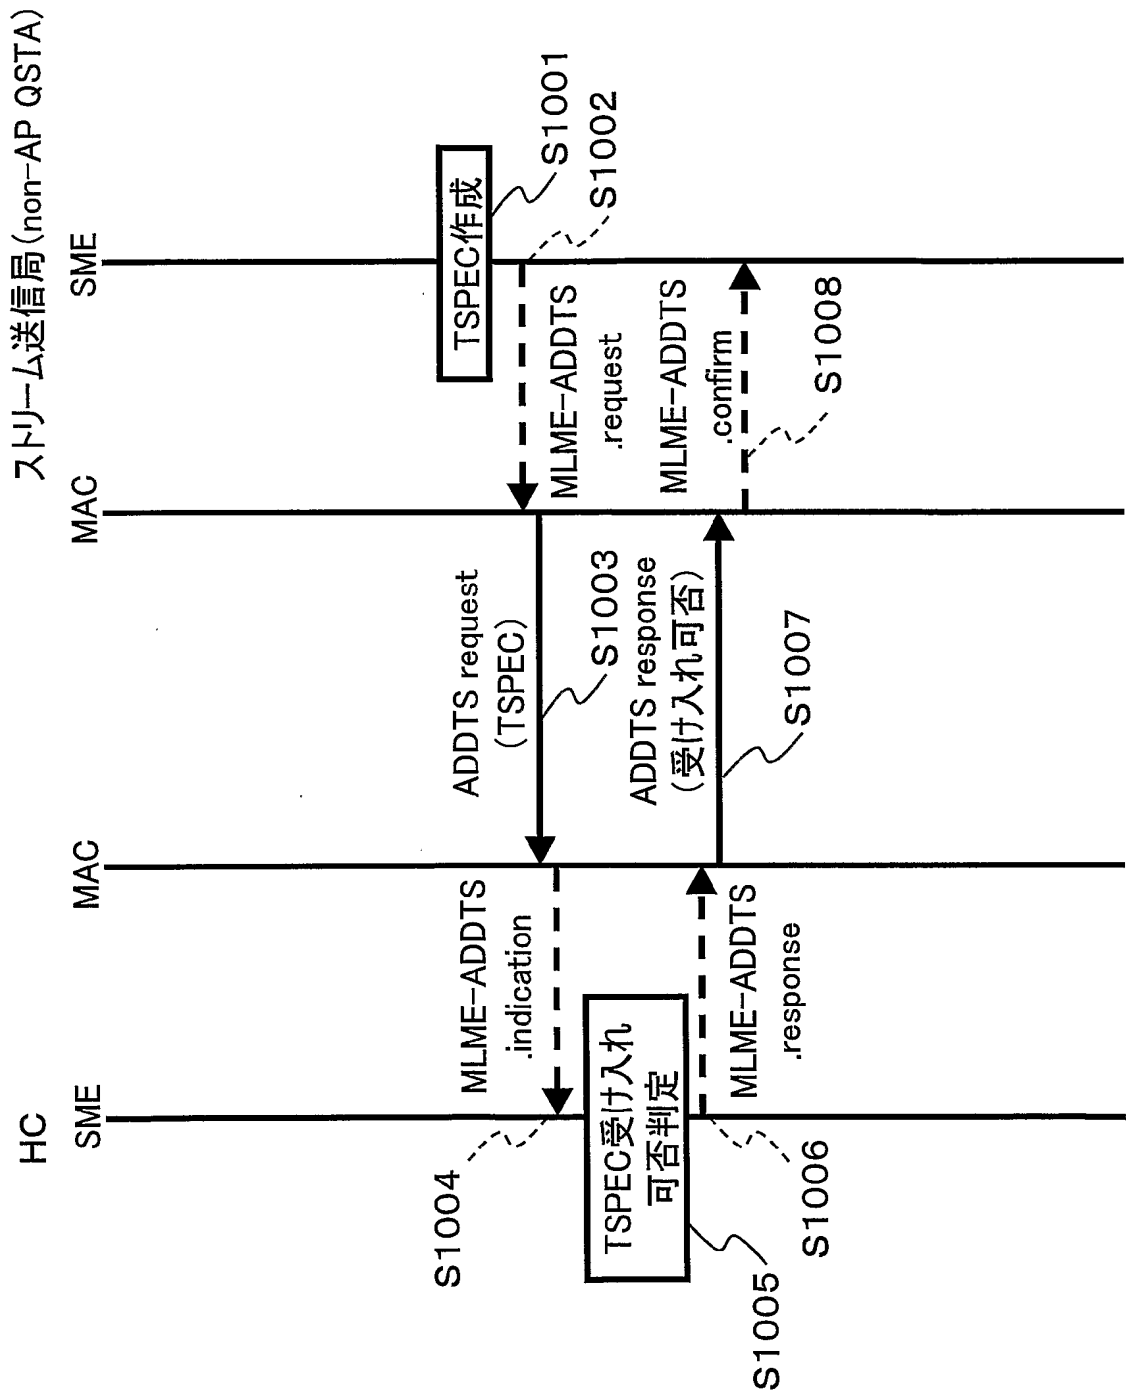 HC
ストリーム送信局(non-AP QSTA)
SME
MAC
MAC
SME
TSPEC作成
S1001
S1002
MLME-ADDTS
.request
ADDTS request
(TSPEC)
S1003
MLME-ADDTS
.indication
S1004
TSPEC受け入れ
可否判定
S1005
MLME-ADDTS
.response
S1006
ADDTS response
(受け入れ可否)
S1007
MLME-ADDTS
.confirm
S1008